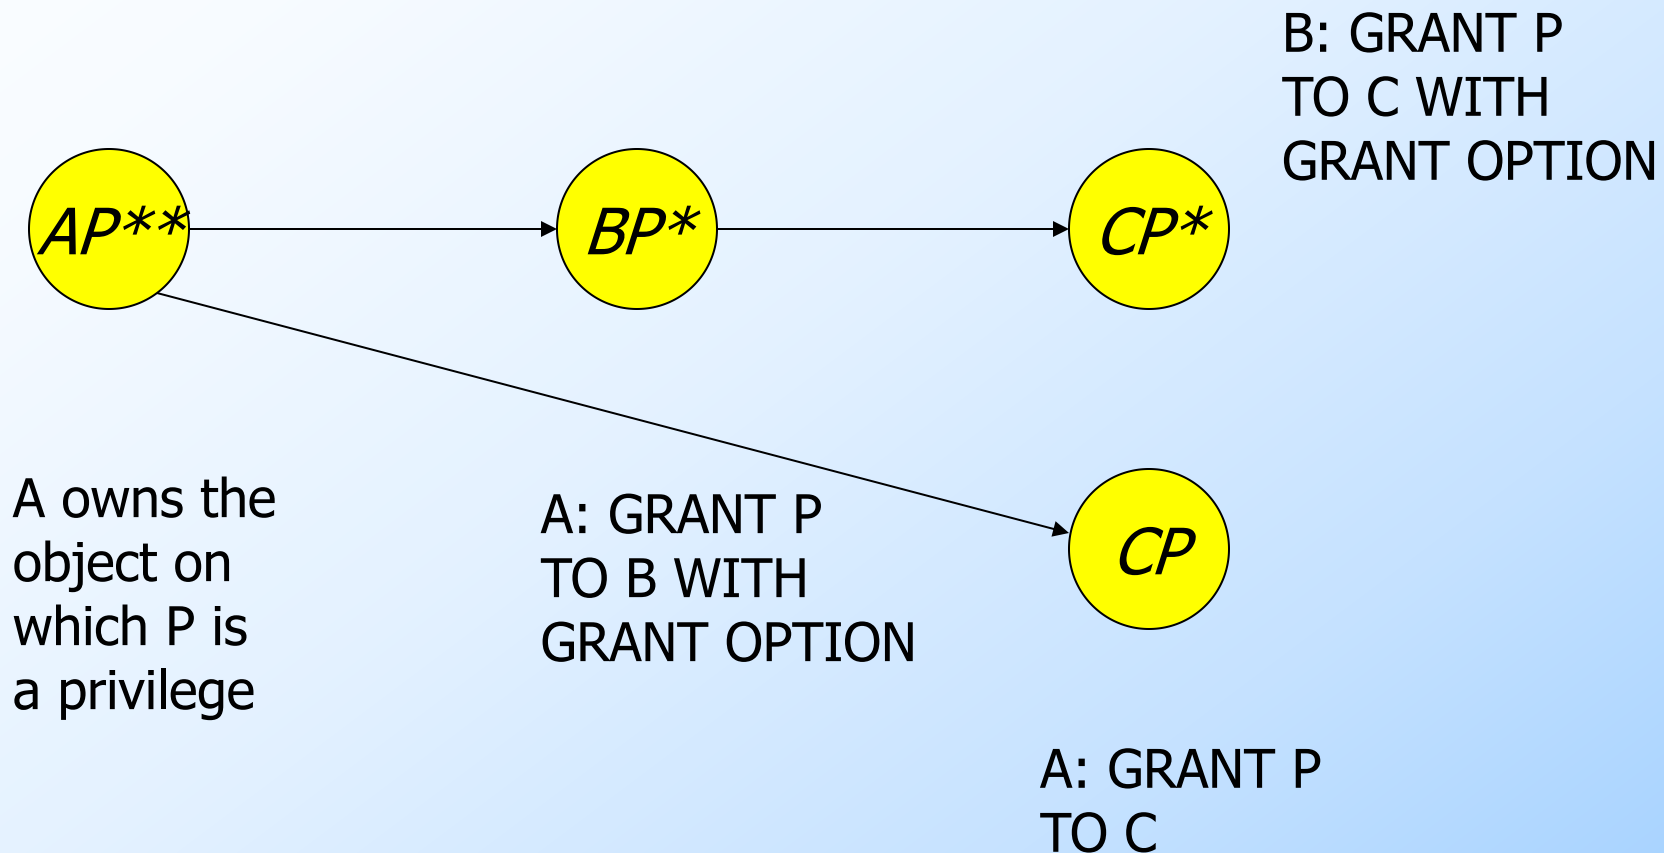 B: GRANT P
TO C WITH
GRANT OPTION
AP**
BP*
CP*
A owns the
object on
which P is
a privilege
A: GRANT P
TO B WITH
GRANT OPTION
CP
A: GRANT P
TO C